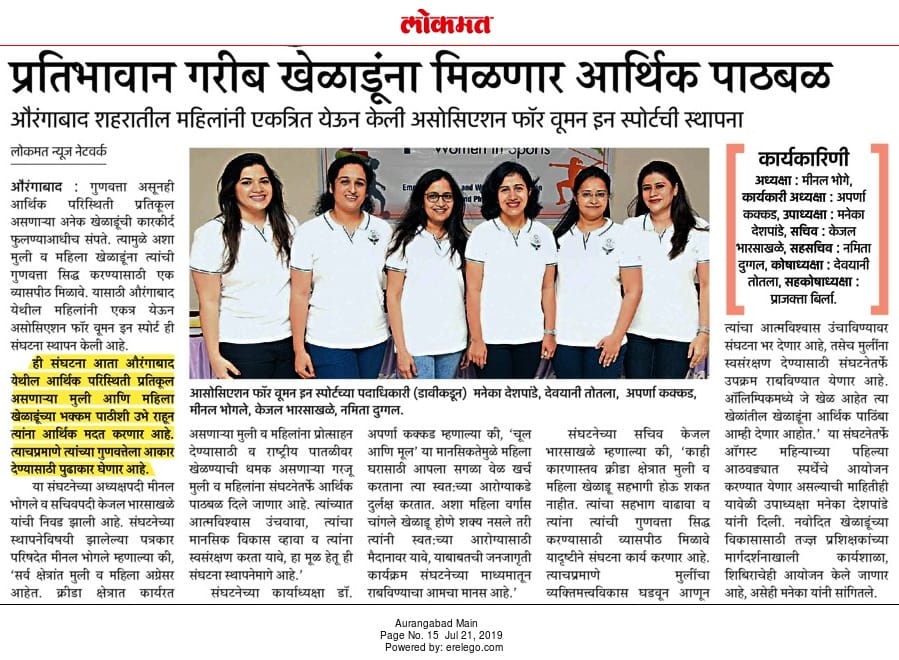 लोकमत
प्रतिभावान गरीब खेळाडूंना मिळणार आर्थिक पाठबळ
औरंगाबाद शहरातील महिलांनी एकत्रित येऊन केली असोसिएशन फॉर वूमन इन स्पोर्टची स्थापना
लोकमत न्यूज नेटवर्क
औरंगाबाद : गुणवत्ता असूनही
आर्थिक परिस्थिती प्रतिकूल
असणाऱ्या अनेक खेळाडूंची कारकीर्द
फुलण्याआधीच संपते. त्यामुळे अशा
मुली व महिला खेळाडूंना त्यांची
गुणवत्ता सिद्ध करण्यासाठी एक
व्यासपीठ मिळावे. यासाठी औरंगाबाद
येथील महिलांनी एकत्र येऊन
असोसिएशन फॉर वूमन इन स्पोर्ट ही
संघटना स्थापन केली आहे.
ही संघटना आता औरंगाबाद
येथील आर्थिक परिस्थिती प्रतिकूल
असणाऱ्या मुली आणि महिला
खेळाडूंच्या भक्कम पाठीशी उभे राहून
त्यांना आर्थिक मदत करणार आहे.
त्याचप्रमाणे त्यांच्या गुणवत्तेला आकार
देण्यासाठी पुढाकार घेणार आहे.
या संघटनेच्या अध्यक्षपदी मीनल
भोगले व सचिवपदी केजल भारसाखळे
यांची निवड झाली आहे. संघटनेच्या
स्थापनेविषयी झालेल्या पत्रकार
परिषदेत मीनल भोगले म्हणाल्या की,
‘सर्व क्षेत्रांत मुली व महिला अग्रेसर
आहेत. क्रीडा क्षेत्रात कार्यरत
Women in Sports
आसोसिएशन फॉर वूमन इन स्पोर्टच्या पदाधिकारी (डावीकडून) मनेका देशपांडे, देवयानी तोतला, अपर्णा कक्कड,
मीनल भोगले, केजल भारसाखळे, नमिता दुग्गल.
असणाऱ्या मुली व महिलांना प्रोत्साहन
देण्यासाठी व राष्ट्रीय पातळीवर
खेळण्याची धमक असणाऱ्या गरजू
मुली व महिलांना संघटनेतर्फे आर्थिक
पाठबळ दिले जाणार आहे. त्यांच्यात
आत्मविश्वास उंचवावा, त्यांचा
मानसिक विकास व्हावा व त्यांना
स्वसंरक्षण करता यावे, हा मूळ हेतू ही
संघटना स्थापनेमागे आहे.’
संघटनेच्या कार्याध्यक्षा डॉ.
अपर्णा कक्कड म्हणाल्या की, ‘चूल
आणि मूल’ या मानसिकतेमुळे महिला
घरासाठी आपला सगळा वेळ खर्च
करताना त्या स्वत:च्या आरोग्याकडे
दुर्लक्ष करतात. अशा महिला वर्गास
चांगले खेळाडू होणे शक्य नसले तरी
त्यांनी स्वत:च्या आरोग्यासाठी
मैदानावर यावे, याबाबतची जनजागृती
कार्यक्रम संघटनेच्या माध्यमातून
राबविण्याचा आमचा मानस आहे.’
संघटनेच्या सचिव केजल
भारसाखळे म्हणाल्या की, ‘काही
कारणास्तव क्रीडा क्षेत्रात मुली व
महिला खेळाडू सहभागी होऊ शकत
नाहीत. त्यांचा सहभाग वाढावा व
त्यांना त्यांची गुणवत्ता सिद्ध
करण्यासाठी व्यासपीठ मिळावे
यादृष्टीने संघटना कार्य करणार आहे.
त्याचप्रमाणे मुलींचा
व्यक्तिमत्त्वविकास घडवून आणून
कार्यकारिणी
अध्यक्षा : मीनल भोगे,
कार्यकारी अध्यक्षा : अपर्णा
कक्कड, उपाध्यक्षा : मनेका
देशपांडे, सचिव : केजल
भारसाखळे, सहसचिव : नमिता
दुग्गल, कोषाध्यक्षा : देवयानी
तोतला, सहकोषाध्यक्षा :
प्राजक्ता बिर्ला.
त्यांचा आत्मविश्वास उंचाविण्यावर
संघटना भर देणार आहे, तसेच मुलींना
स्वसंरक्षण देण्यासाठी संघटनेतर्फे
उपक्रम राबविण्यात येणार आहे.
ऑलिम्पिकमध्ये जे खेळ आहेत त्या
खेळांतील खेळाडूंना आर्थिक पाठिंबा
आम्ही देणार आहोत.’ या संघटनेतर्फे
ऑगस्ट महिन्याच्या पहिल्या
आठवड्यात स्पर्धेचे आयोजन
करण्यात येणार असल्याची माहितीही
यावेळी उपाध्यक्षा मनेका देशपांडे
यांनी दिली. नवोदित खेळाडूंच्या
विकासासाठी तज्ज्ञ प्रशिक्षकांच्या
मार्गदर्शनाखाली कार्यशाळा,
शिबिराचेही आयोजन केले जाणार
आहे, असेही मनेका यांनी सांगितले.
Aurangabad Main
Page No. 15 Jul 21, 2019
Powered by: erelego.com